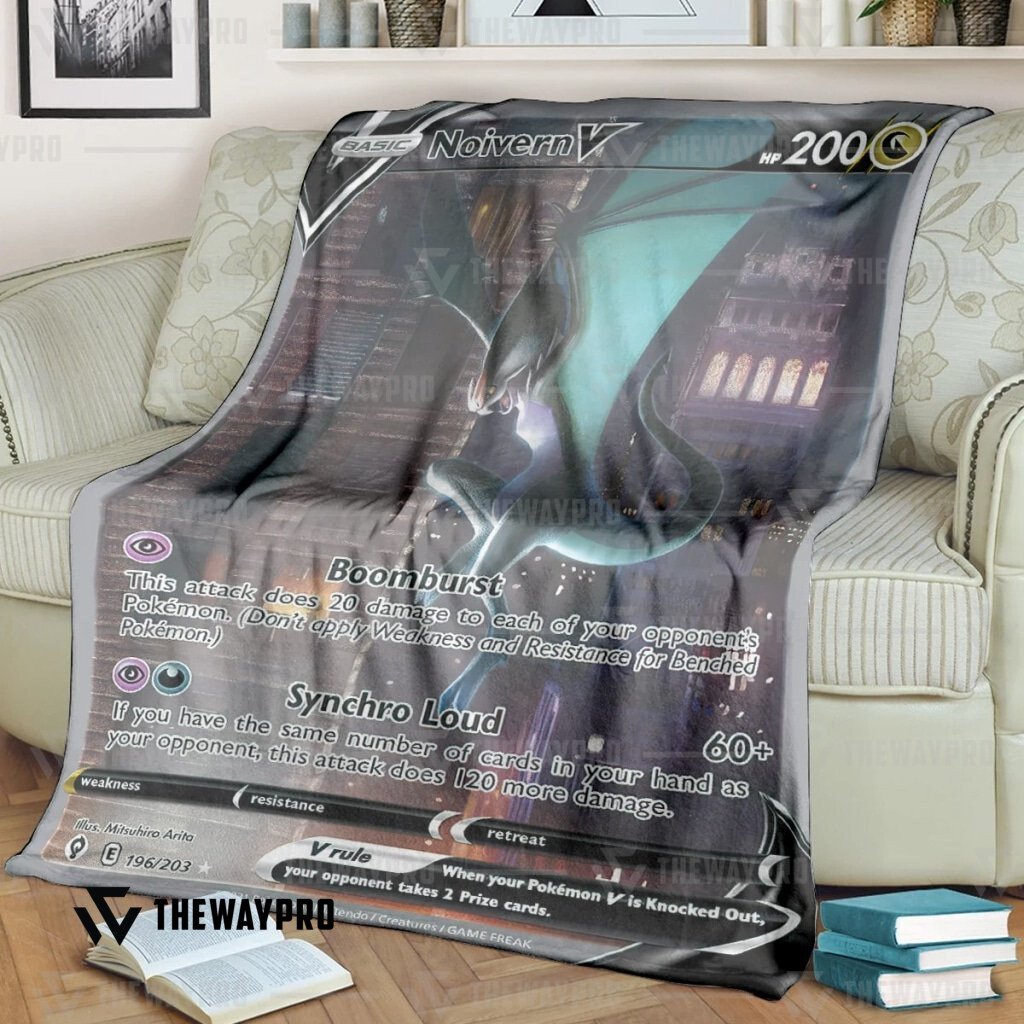 BASIC Noivern V HP 200
Boomburst
This attack does 20 damage to each of your opponent's
Pokémon. (Don't apply Weakness and Resistance for Benched
Pokémon.)
Synchro Loud 60+
If you have the same number of cards in your hand as
your opponent, this attack does 120 more damage.
weakness
resistance
retreat
Illus. Mitsuhiro Arita
E 196/203
V rule
When your Pokémon V is Knocked Out,
your opponent takes 2 Prize cards.
/ Creatures / GAME FREAK
THEWAYPRO